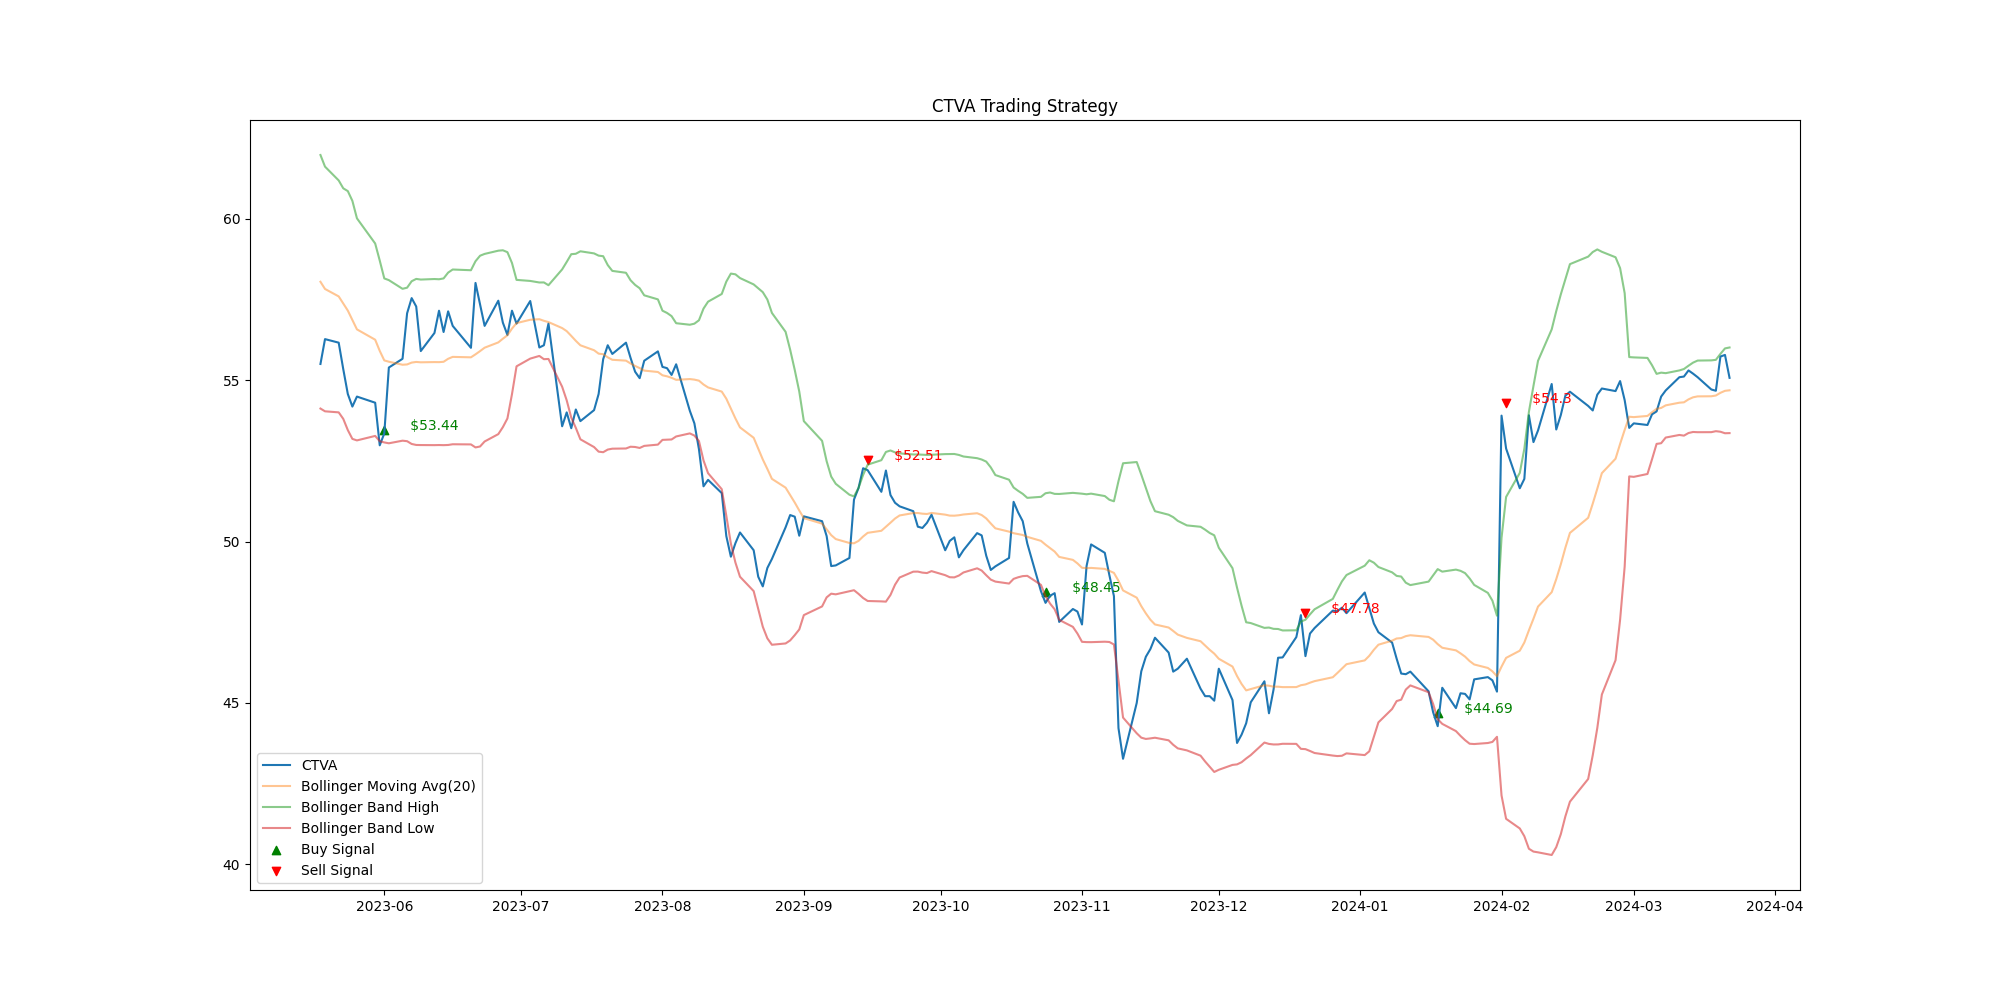 CTVA Trading Strategy
60
55
50
45
40
$53.44
$52.51
$48.45
$47.78
$44.69
$54.3
CTVA
Bollinger Moving Avg(20)
Bollinger Band High
Bollinger Band Low
Buy Signal
Sell Signal
2023-06 2023-07 2023-08 2023-09 2023-10 2023-11 2023-12 2024-01 2024-02 2024-03 2024-04